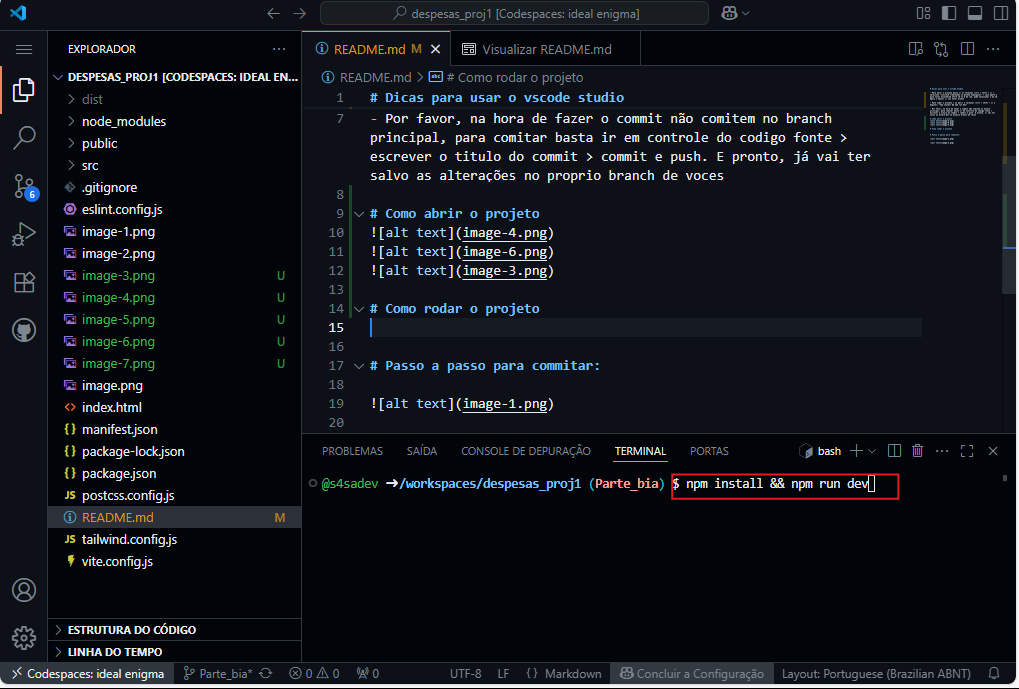 despesas_proj1 [Codespaces: ideal enigma]
EXPLORADOR
DESPESAS_PROJ1 [CODESPACES: IDEAL EN...
dist
node_modules
public
src
.gitignore
eslint.config.js
image-1.png
image-2.png
image-3.png U
image-4.png U
image-5.png U
image-6.png U
image-7.png U
image.png
index.html
manifest.json
package-lock.json
package.json
postcss.config.js
README.md M
tailwind.config.js
vite.config.js
ESTRUTURA DO CÓDIGO
LINHA DO TEMPO
6
README.md M
Visualizar README.md
README.md > # Como rodar o projeto
1 # Dicas para usar o vscode studio
7 - Por favor, na hora de fazer o commit não comitem no branch
principal, para comitar basta ir em controle do codigo fonte >
escrever o titulo do commit > commit e push. E pronto, já vai ter
salvo as alterações no proprio branch de voces
8
9 # Como abrir o projeto
10 ![alt text](image-4.png)
11 ![alt text](image-6.png)
12 ![alt text](image-3.png)
13
14 # Como rodar o projeto
15
16
17 # Passo a passo para commitar:
18
19 ![alt text](image-1.png)
20
PROBLEMAS SAÍDA CONSOLE DE DEPURAÇÃO TERMINAL PORTAS bash
@s4sadev ➜/workspaces/despesas_proj1 (Parte_bia) $ npm install && npm run dev
Codespaces: ideal enigma Parte_bia* 0 0 0 UTF-8 LF {} Markdown Concluir a Configuração Layout: Portuguese (Brazilian ABNT)